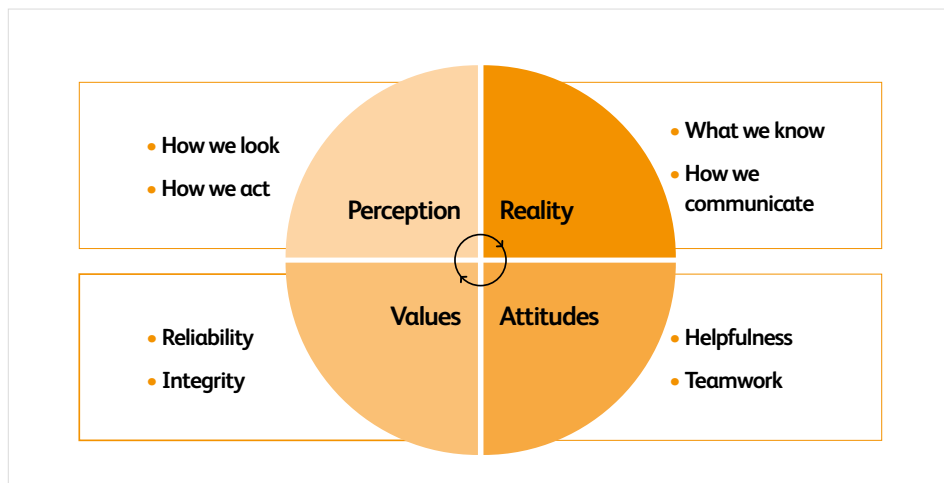 • How we look
• How we act
Perception
• What we know
• How we
communicate
Reality
• Reliability
• Integrity
Values
• Helpfulness
• Teamwork
Attitudes